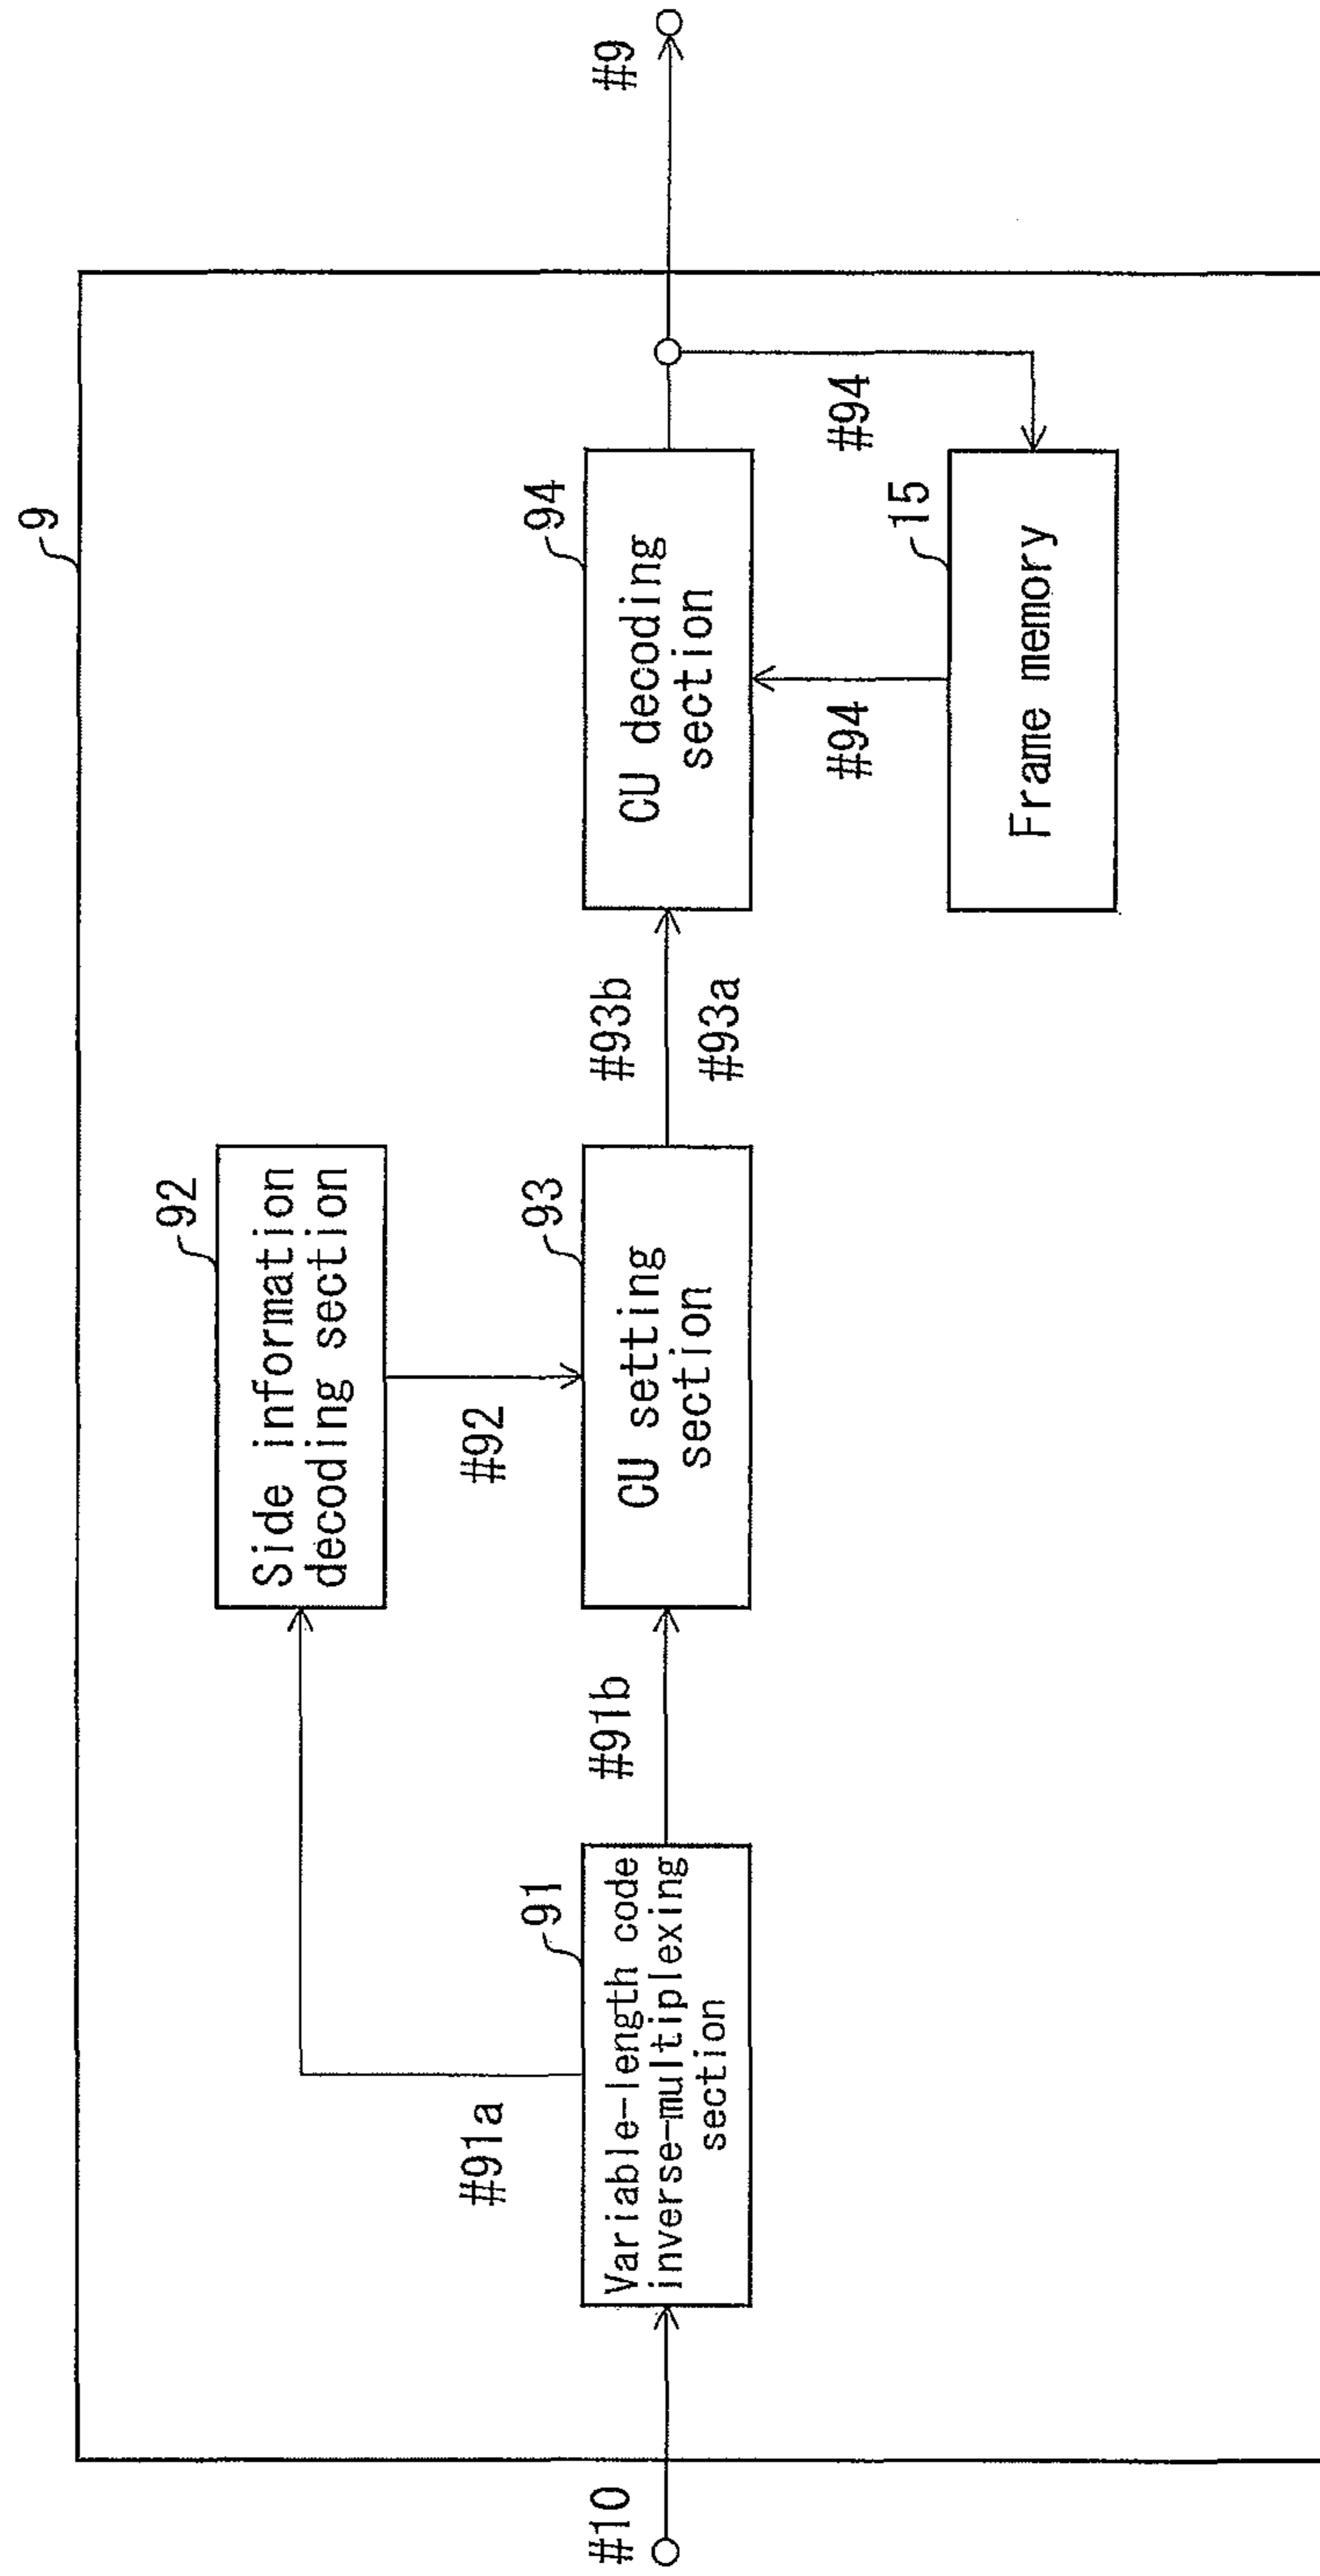 9
92
Side information
decoding section
#91a
#92
#10
91
Variable-length code
inverse-multiplexing
section
#91b
93
CU setting
section
#93b
#93a
94
CU decoding
section
#9
#94
#94
15
Frame memory